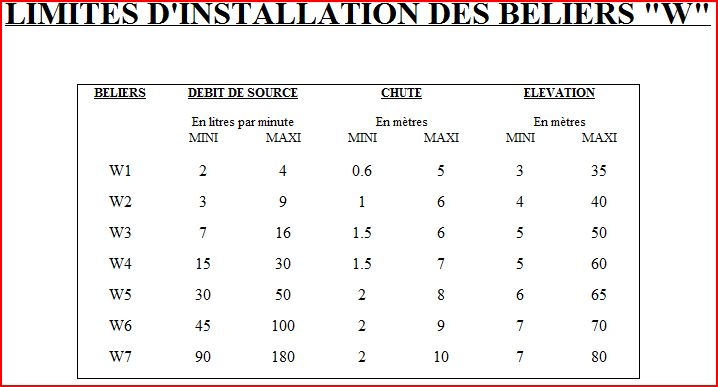 LIMITES D'INSTALLATION DES BELIERS "W"
BELIERS DEBIT DE SOURCE CHUTE ELEVATION
En litres par minute En mètres En mètres
MINI MAXI MINI MAXI MINI MAXI
W1 2 4 0.6 5 3 35
W2 3 9 1 6 4 40
W3 7 16 1.5 6 5 50
W4 15 30 1.5 7 5 60
W5 30 50 2 8 6 65
W6 45 100 2 9 7 70
W7 90 180 2 10 7 80